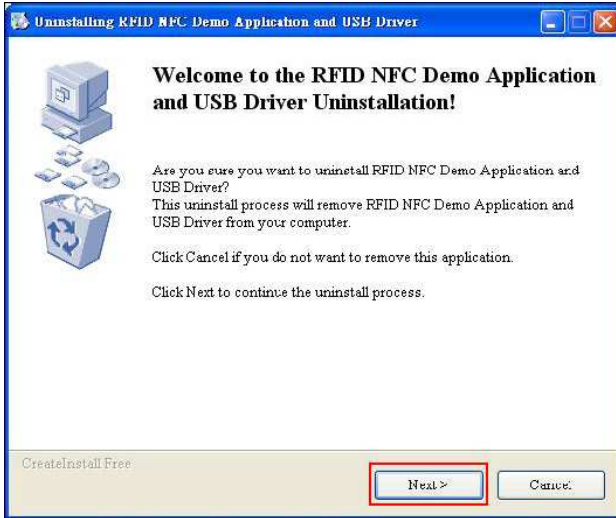 Uninstalling RFID NFC Demo Application and USB Driver
Welcome to the RFID NFC Demo Application
and USB Driver Uninstallation!
Are you sure you want to uninstall RFID NFC Demo Application and
USB Driver?
This uninstall process will remove RFID NFC Demo Application and
USB Driver from your computer.
Click Cancel if you do not want to remove this application.
Click Next to continue the uninstall process.
CreateInstall Free
Next >
Cancel